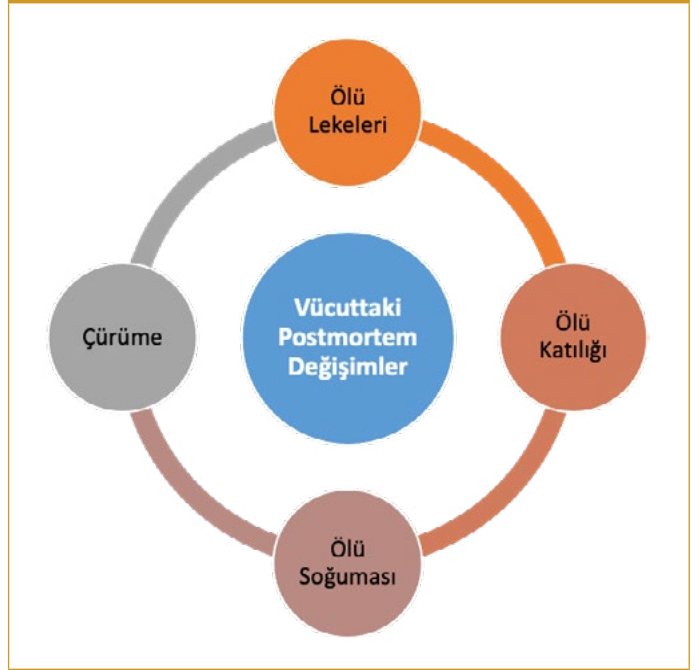 Ölü
Lekeleri
Vücuttaki
Postmortem
Değişimler
Ölü
Katılığı
Ölü
Soğuması
Çürüme